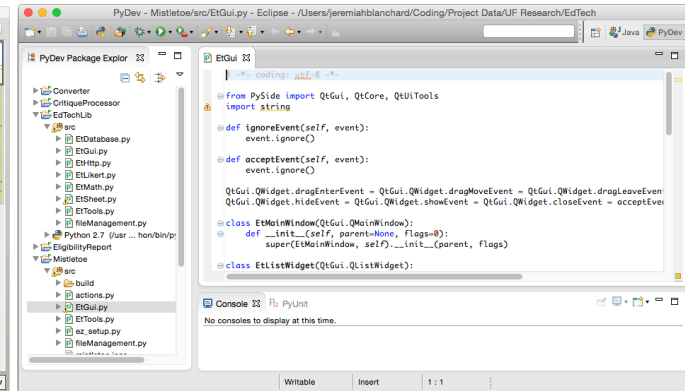 PyDev - Mistletoe/src/EtGui.py - Eclipse - /Users/jeremiahblanchard/Coding/Project Data/UF Research/EdTech
Java PyDev
PyDev Package Explor
Converter
CritiqueProcessor
EdTechLib
src
EtDatabase.py
EtGui.py
EtHttp.py
EtLikert.py
EtMath.py
EtSheet.py
EtTools.py
fileManagement.py
Python 2.7 (/usr ... hon/bin/py
EligibilityReport
Mistletoe
src
build
actions.py
EtGui.py
EtTools.py
ez_setup.py
fileManagement.py
EtGui
# -*- coding: utf-8 -*-
from PySide import QtGui, QtCore, QtUiTools
import string
def ignoreEvent(self, event):
event.ignore()
def acceptEvent(self, event):
event.ignore()
QtGui.QWidget.dragEnterEvent = QtGui.QWidget.dragMoveEvent = QtGui.QWidget.dragLeaveEven
QtGui.QWidget.hideEvent = QtGui.QWidget.showEvent = QtGui.QWidget.closeEvent = acceptEve
class EtMainWindow(QtGui.QMainWindow):
def __init__(self, parent=None, flags=0):
super(EtMainWindow, self).__init__(parent, flags)
class EtListWidget(QtGui.QListWidget):
Console PyUnit
No consoles to display at this time.
Writable Insert 1 : 1